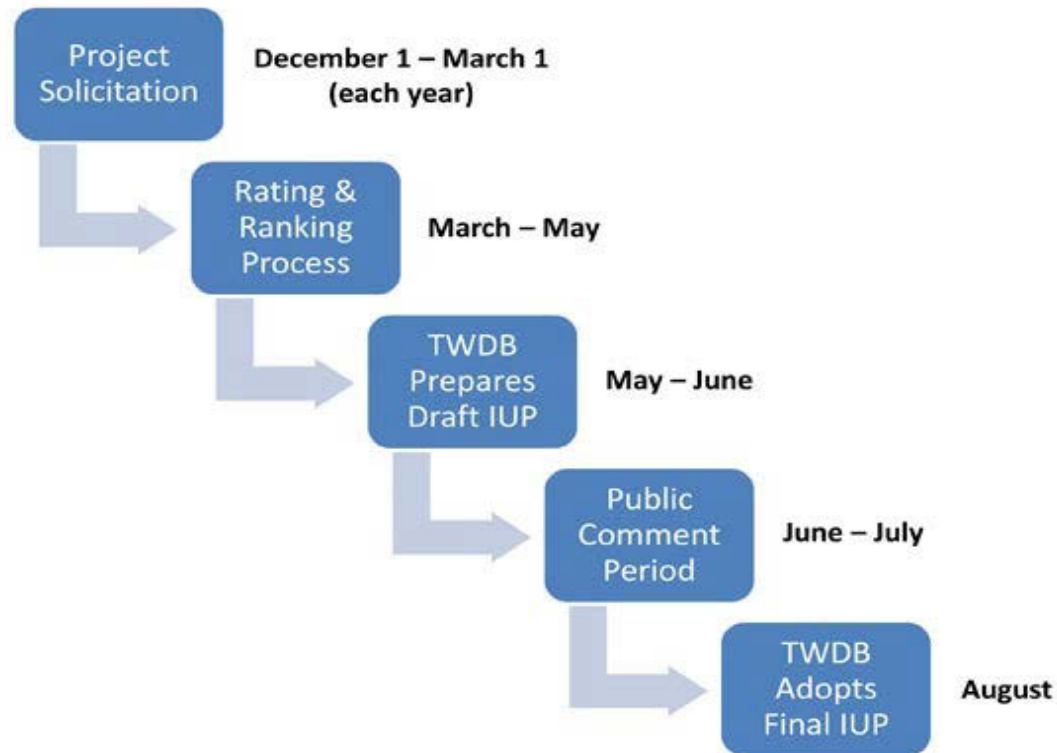 Project
Solicitation
December 1 – March 1
(each year)
Rating &
Ranking
Process
March – May
TWDB
Prepares
Draft IUP
May – June
Public
Comment
Period
June – July
TWDB
Adopts
Final IUP
August